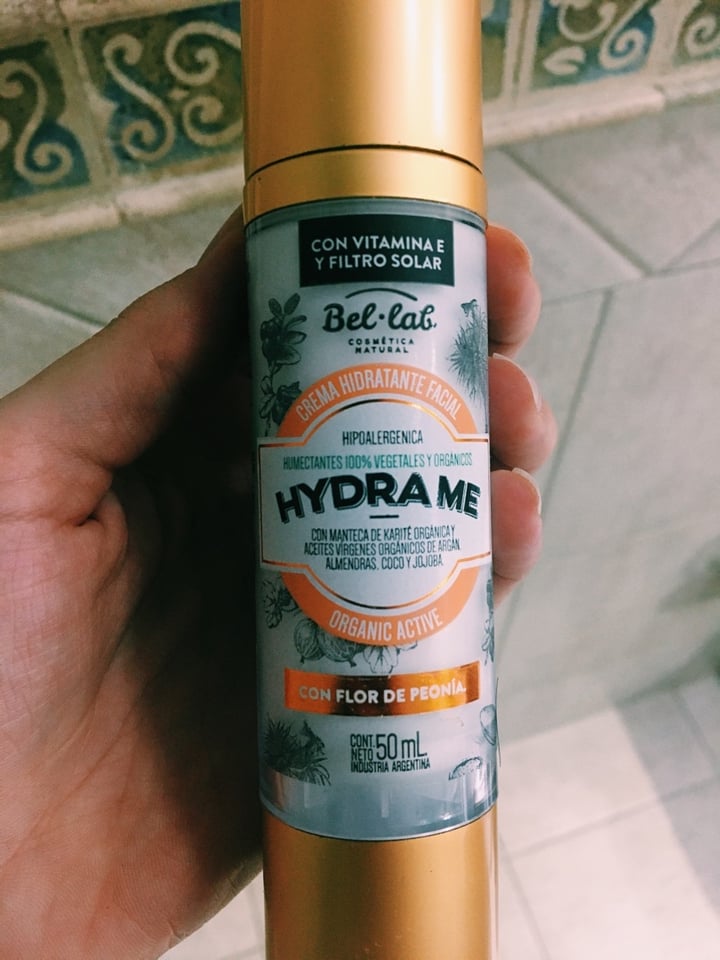 CON VITAMINA E
Y FILTRO SOLAR
Bel·lab.
COSMÉTICA
NATURAL
CREMA HIDRATANTE FACIAL
HIPOALERGENICA
HUMECTANTES 100% VEGETALES Y ORGÁNICOS
HYDRA ME
CON MANTECA DE KARITÉ ORGÁNICA Y
ACEITES VÍRGENES ORGÁNICOS DE ARGAN,
ALMENDRAS, COCO Y JOJOBA.
ORGANIC ACTIVE
CON FLOR DE PEONÍA.
CONT. NETO 50 mL.
INDUSTRIA ARGENTINA